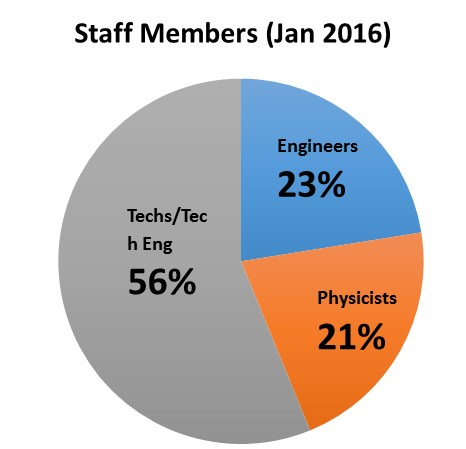 Staff Members (Jan 2016)
Engineers
23%
Techs/Tec
h Eng
56%
Physicists
21%